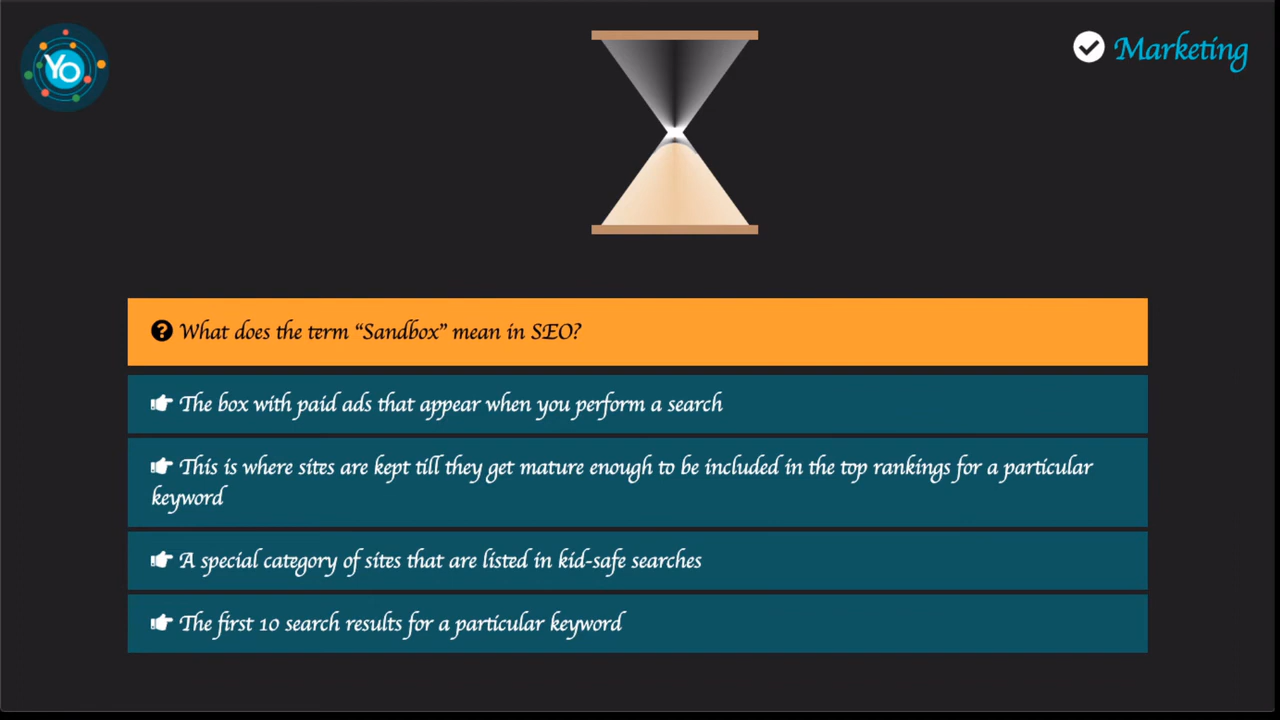 YO
Marketing
What does the term “Sandbox” mean in SEO?
The box with paid ads that appear when you perform a search
This is where sites are kept till they get mature enough to be included in the top rankings for a particular
keyword
A special category of sites that are listed in kid-safe searches
The first 10 search results for a particular keyword